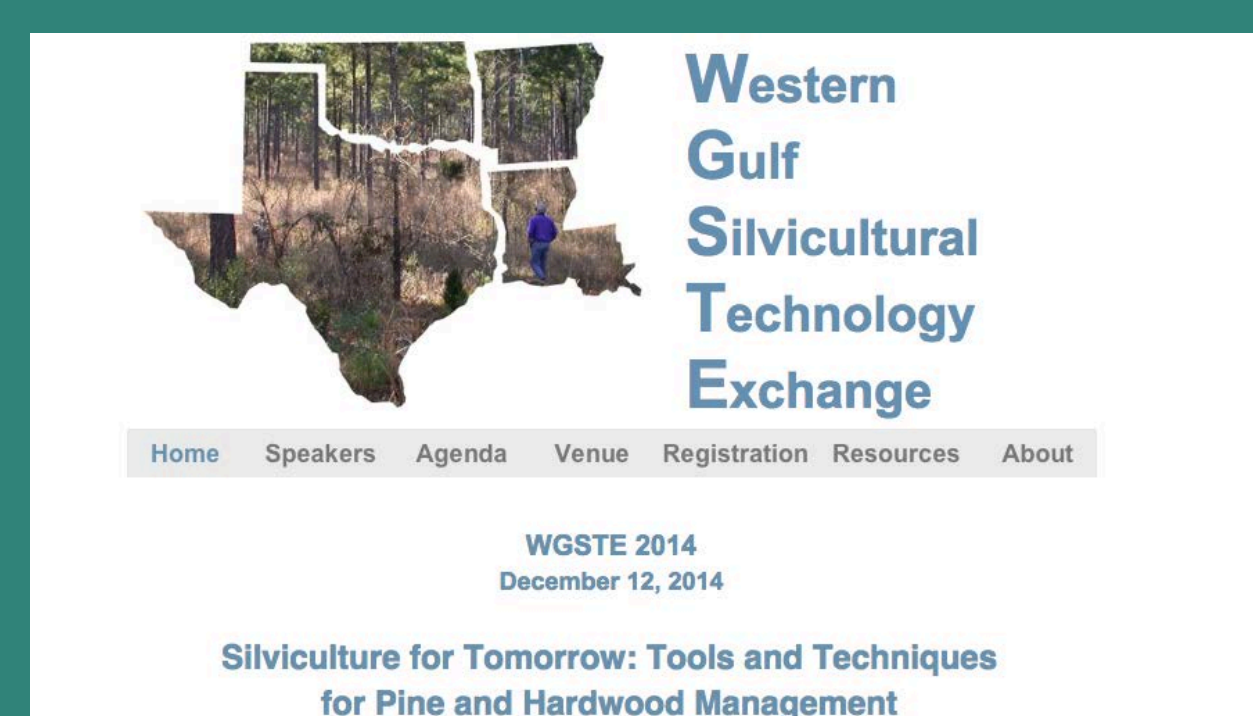 Western
Gulf
Silvicultural
Technology
Exchange
Home Speakers Agenda Venue Registration Resources About
WGSTE 2014
December 12, 2014
Silviculture for Tomorrow: Tools and Techniques
for Pine and Hardwood Management